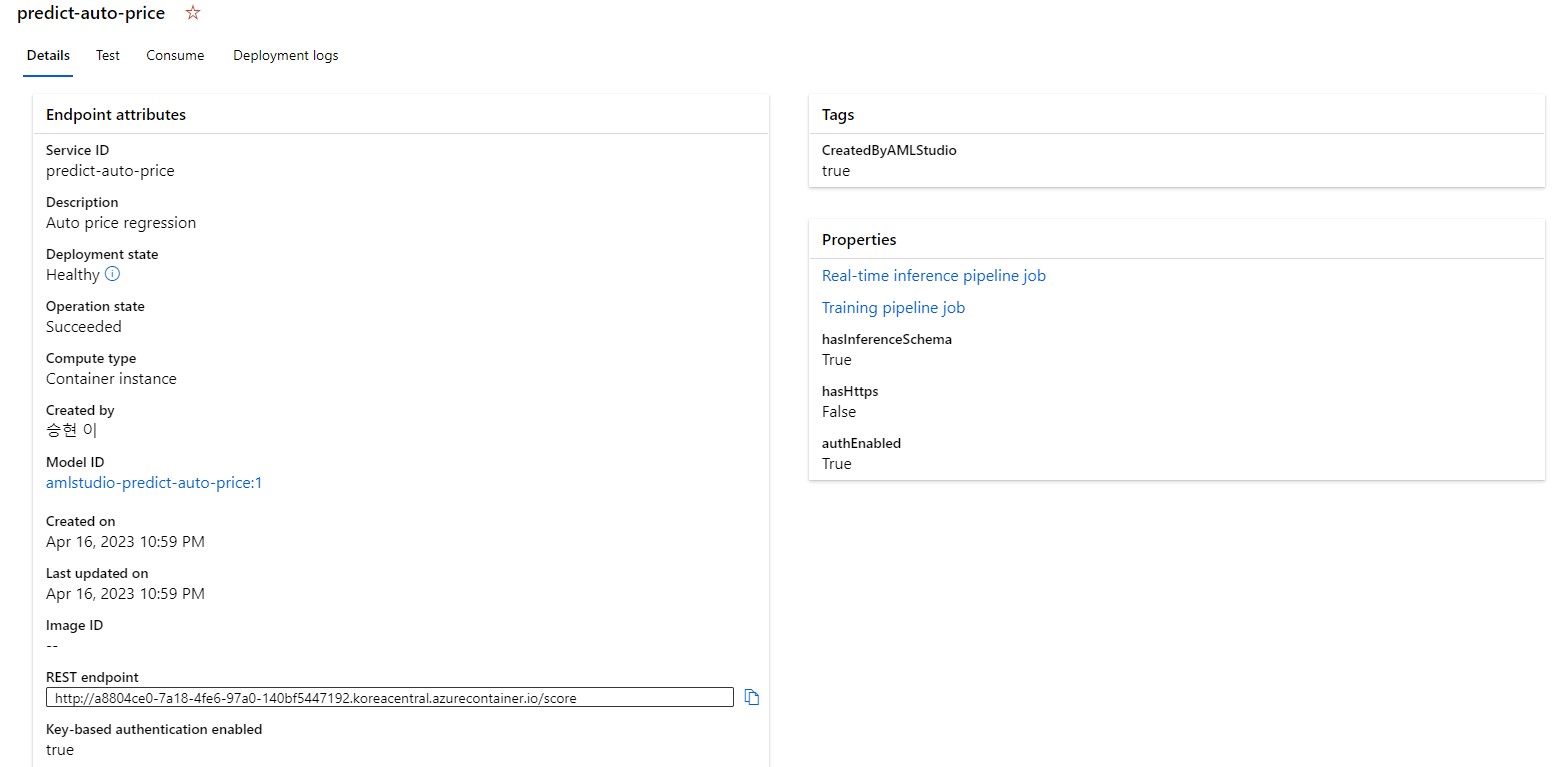 predict-auto-price
Details Test Consume Deployment logs
Endpoint attributes
Service ID
predict-auto-price
Description
Auto price regression
Deployment state
Healthy
Operation state
Succeeded
Compute type
Container instance
Created by
승현 이
Model ID
amlstudio-predict-auto-price:1
Created on
Apr 16, 2023 10:59 PM
Last updated on
Apr 16, 2023 10:59 PM
Image ID
--
REST endpoint
http://a8804ce0-7a18-4fe6-97a0-140bf5447192.koreacentral.azurecontainer.io/score
Key-based authentication enabled
true
Tags
CreatedByAMLStudio
true
Properties
Real-time inference pipeline job
Training pipeline job
hasInferenceSchema
True
hasHttps
False
authEnabled
True